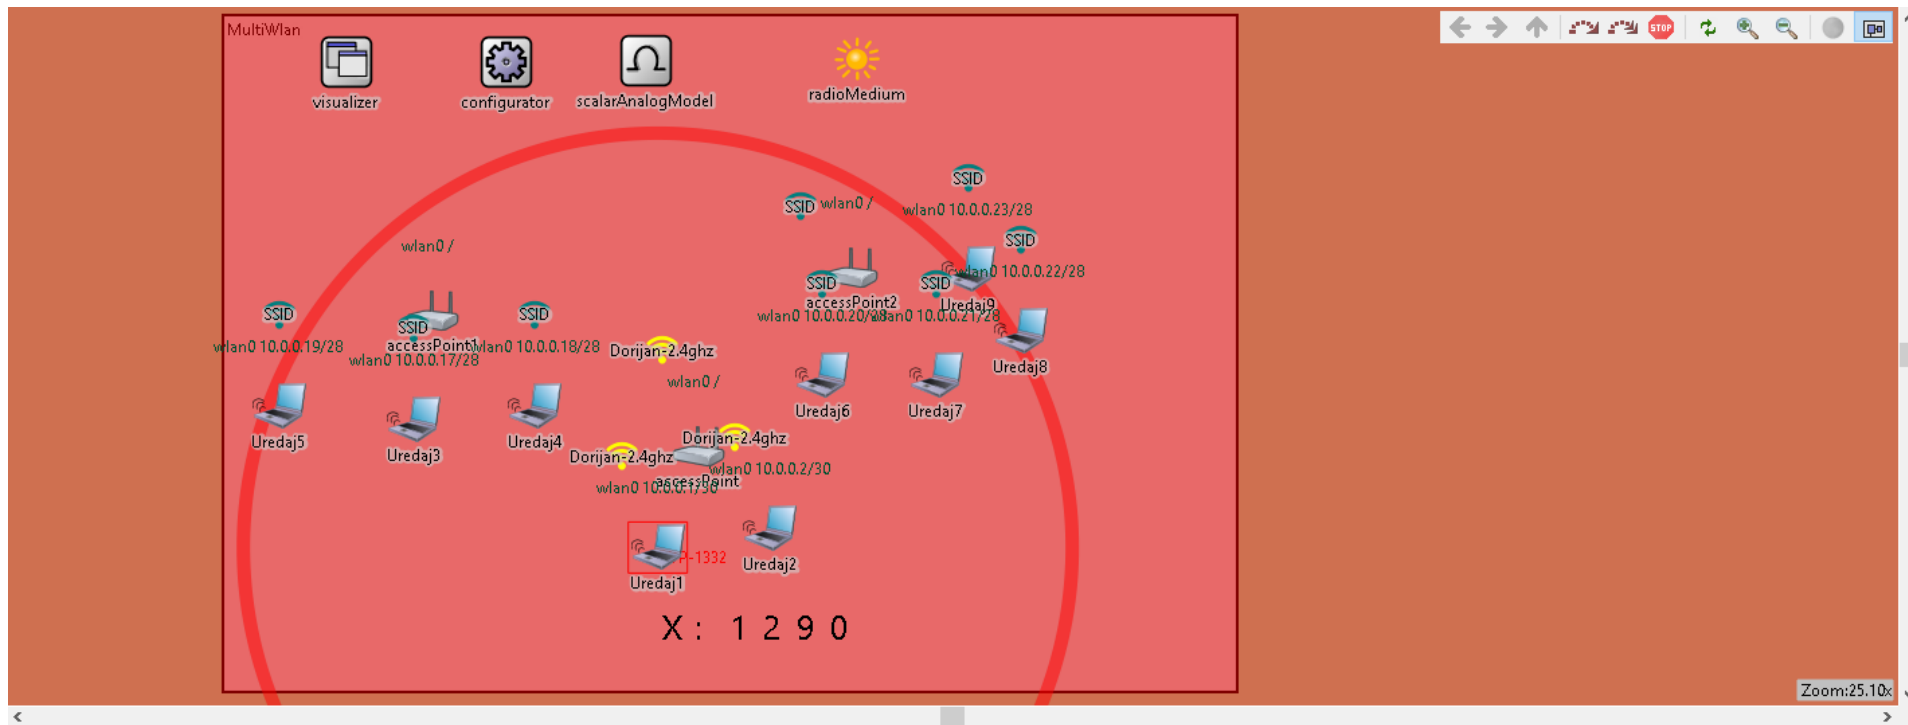 MultiWlan
STOP
visualizer
configurator
scalarAnalogModel
radioMedium
SSID
SSID
wlan0 /
wlan0 10.0.0.23/28
wlan0 /
SSID
wlan0 10.0.0.22/28
SSID
SSID
accessPoint2
Uredaj9
wlan0 10.0.0.20/28
wlan0 10.0.0.21/28
SSID
SSID
SSID
accessPoint1
wlan0 10.0.0.19/28
wlan0 10.0.0.17/28
wlan0 10.0.0.18/28
Dorijan-2.4ghz
Uredaj8
wlan0 /
Uredaj6
Uredaj7
Uredaj5
Uredaj3
Uredaj4
Dorijan-2.4ghz
Dorijan-2.4ghz
wlan0 10.0.0.2/30
accessPoint
wlan0 10.0.0.1/30
P-1332
Uredaj2
Uredaj1
X: 1290
Zoom:25.10x